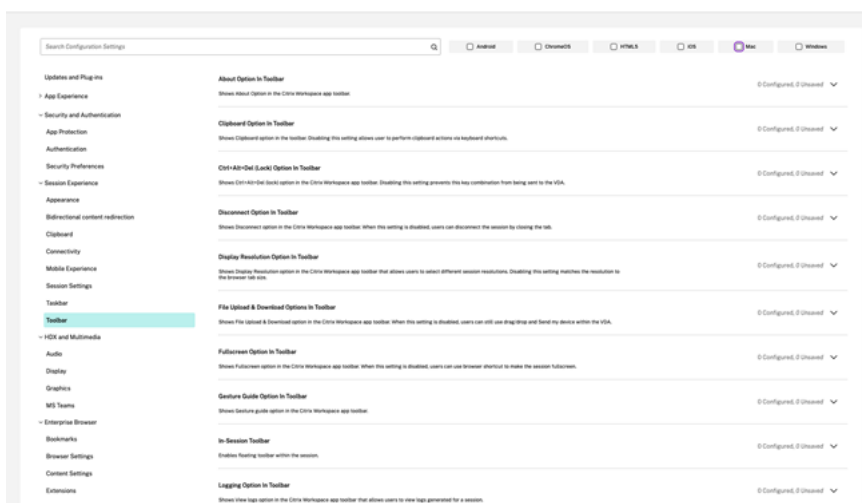 Search Configuration Settings
Android
ChromeOS
HTML5
iOS
Mac
Windows
Updates and Plug-ins
App Experience
Security and Authentication
App Protection
Authentication
Security Preferences
Session Experience
Appearance
Bidirectional content redirection
Clipboard
Connectivity
Mobile Experience
Session Settings
Taskbar
Toolbar
HDX and Multimedia
Audio
Display
Graphics
MS Teams
Enterprise Browser
Bookmarks
Browser Settings
Content Settings
Extensions
About Option In Toolbar
Shows About Option in the Citrix Workspace app toolbar
0 Configured, 0 Unsaved
Clipboard Option In Toolbar
Shows Clipboard option in the toolbar. Disabling this setting allows user to perform clipboard actions via keyboard shortcuts.
0 Configured, 0 Unsaved
Ctrl+Alt+Del (Lock) Option In Toolbar
Shows Ctrl+Alt+Del (lock) option in the Citrix Workspace app toolbar. Disabling this setting prevents this key combination from being sent to the VDA.
0 Configured, 0 Unsaved
Disconnect Option In Toolbar
Shows Disconnect option in the Citrix Workspace app toolbar. When this setting is disabled, users can disconnect the session by closing the tab.
0 Configured, 0 Unsaved
Display Resolution Option In Toolbar
Shows Display Resolution option in the Citrix Workspace app toolbar that allows users to select different session resolutions. Disabling this setting matches the resolution to
the browser tab size.
0 Configured, 0 Unsaved
File Upload & Download Options In Toolbar
Shows File Upload & Download option in the Citrix Workspace app toolbar. When this setting is disabled, users can still use drag/drop and Send my device within the VDA.
0 Configured, 0 Unsaved
Fullscreen Option In Toolbar
Shows Fullscreen option in the Citrix Workspace app toolbar. When this setting is disabled, users can use browser shortcut to make the session fullscreen.
0 Configured, 0 Unsaved
Gesture Guide Option In Toolbar
Shows Gesture guide option in the Citrix Workspace app toolbar.
0 Configured, 0 Unsaved
In-Session Toolbar
Enables floating toolbar within the session.
0 Configured, 0 Unsaved
Logging Option In Toolbar
Shows View logs option in the Citrix Workspace app toolbar that allows users to view logs generated for a session.
0 Configured, 0 Unsaved